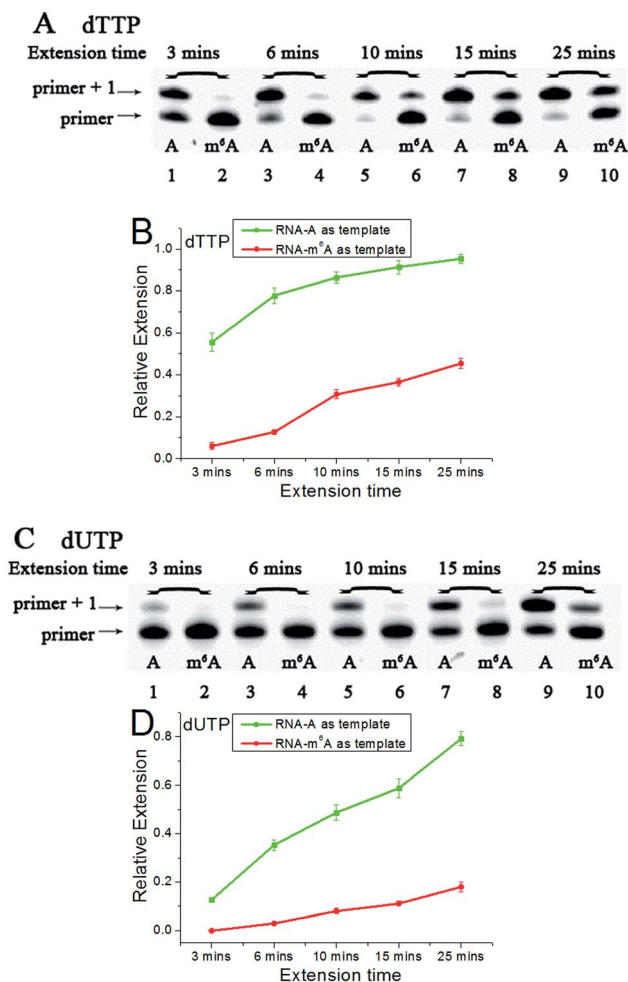 A dTTP
Extension time 3 mins 6 mins 10 mins 15 mins 25 mins
primer + 1
primer
A m⁶A A m⁶A A m⁶A A m⁶A A m⁶A
1 2 3 4 5 6 7 8 9 10
B
dTTP
RNA-A as template
RNA-m⁶A as template
Relative Extension
1.0
0.8
0.6
0.4
0.2
0.0
3 mins 6 mins 10 mins 15 mins 25 mins
Extension time
C dUTP
Extension time 3 mins 6 mins 10 mins 15 mins 25 mins
primer + 1
primer
A m⁶A A m⁶A A m⁶A A m⁶A A m⁶A
1 2 3 4 5 6 7 8 9 10
D
dUTP
RNA-A as template
RNA-m⁶A as template
Relative Extension
0.8
0.6
0.4
0.2
0.0
3 mins 6 mins 10 mins 15 mins 25 mins
Extension time